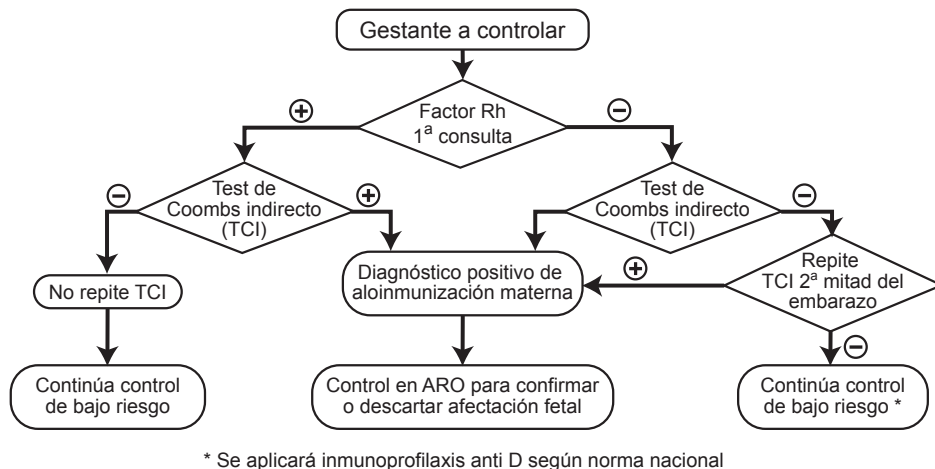 Gestante a controlar
Factor Rh
1ª consulta
+
−
Test de
Coombs indirecto
(TCI)
−
+
Test de
Coombs indirecto
(TCI)
−
No repite TCI
Diagnóstico positivo de
aloinmunización materna
+
Repite
TCI 2ª mitad del
embarazo
−
Continúa control
de bajo riesgo
Control en ARO para confirmar
o descartar afectación fetal
Continúa control
de bajo riesgo *
* Se aplicará inmunoprofilaxis anti D según norma nacional